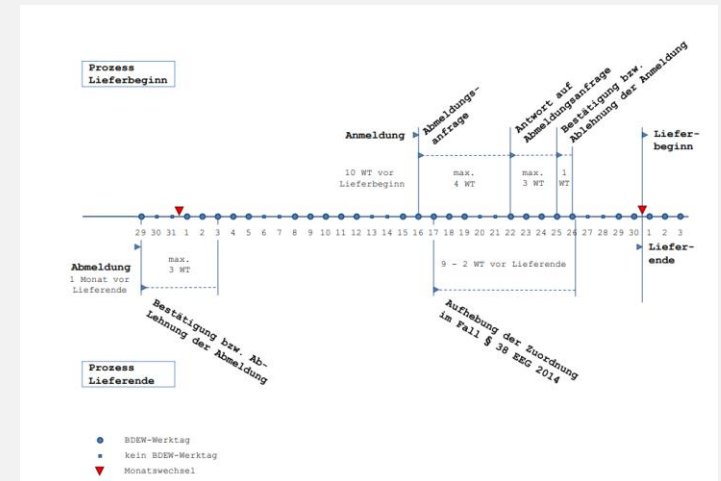 Prozess
Lieferbeginn
Anmeldung
10 WT vor
Lieferbeginn
Abmeldungs-
anfrage
max.
4 WT
Antwort auf
Abmeldungsanfrage
max.
3 WT
Bestätigung bzw.
Ablehnung der Anmeldung
1
WT
Liefer-
beginn
29 30 31 1 2 3 4 5 6 7 8 9 10 11 12 13 14 15 16 17 18 19 20 21 22 23 24 25 26 27 28 29 30 1 2 3
Abmeldung
1 Monat vor
Lieferende
max.
3 WT
Bestätigung bzw. Ab-
Lehnung der Abmeldung
9 - 2 WT vor Lieferende
Aufhebung der Zuordnung
im Fall § 38 EEG 2014
Liefer-
ende
Prozess
Lieferende
BDEW-Werktag
kein BDEW-Werktag
Monatswechsel